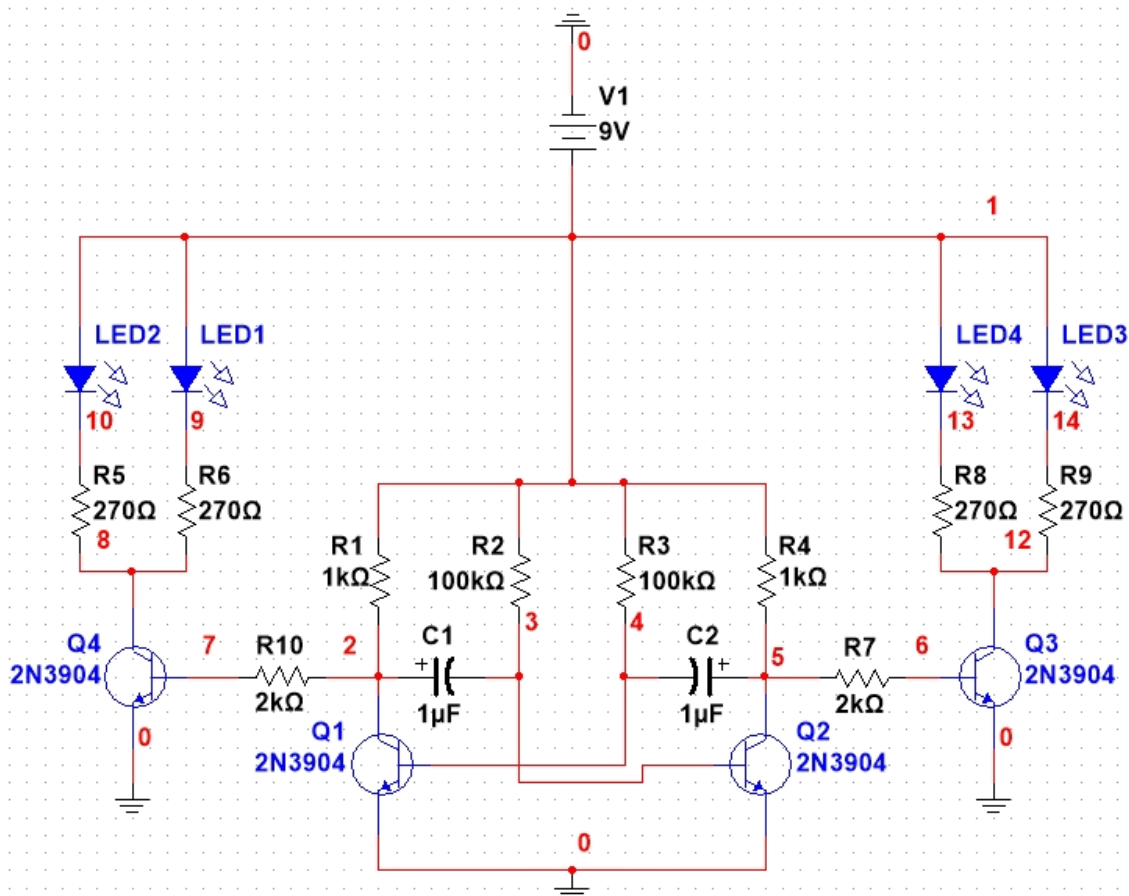 0
V1
9V
1
LED2
LED1
LED4
LED3
10
9
13
14
R5
270Ω
R6
270Ω
R8
270Ω
R9
270Ω
8
12
R1
1kΩ
R2
100kΩ
R3
100kΩ
R4
1kΩ
3
4
Q4
2N3904
7
R10
2kΩ
2
+
C1
1µF
C2
+
1µF
5
R7
2kΩ
6
Q3
2N3904
0
Q1
2N3904
Q2
2N3904
0
0